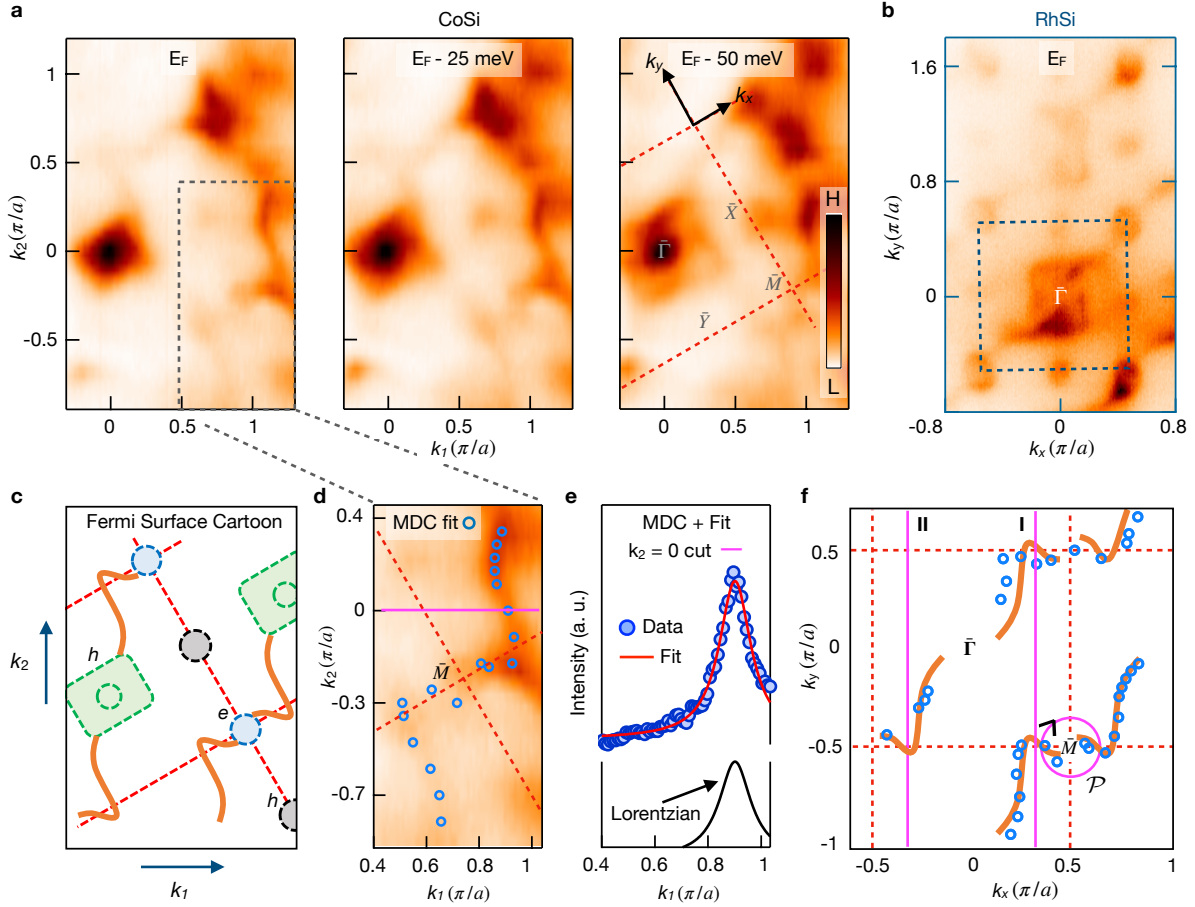 a
CoSi
b
RhSi
E_F
E_F - 25 meV
E_F - 50 meV
E_F
k_y
k_x
X̄
Γ̄
M̄
Ȳ
H
L
Γ̄
1
0.5
0
-0.5
k_2 (π/a)
0
0.5
1
0
0.5
1
0
0.5
1
k_1 (π/a)
1.6
0.8
0
k_y (π/a)
-0.8
0
0.8
k_x (π/a)
c
Fermi Surface Cartoon
h
e
h
k_2
k_1
d
MDC fit
M̄
0.4
0
-0.3
-0.7
k_2 (π/a)
0.4
0.6
0.8
1
k_1 (π/a)
e
MDC + Fit
k_2 = 0 cut
Data
Fit
Lorentzian
Intensity (a. u.)
0.40
0.6
0.8
1
k_1 (π/a)
f
II
I
Γ̄
M̄
𝒫
0.5
0
-0.5
-1
k_y (π/a)
-0.5
0
0.5
1
k_x (π/a)